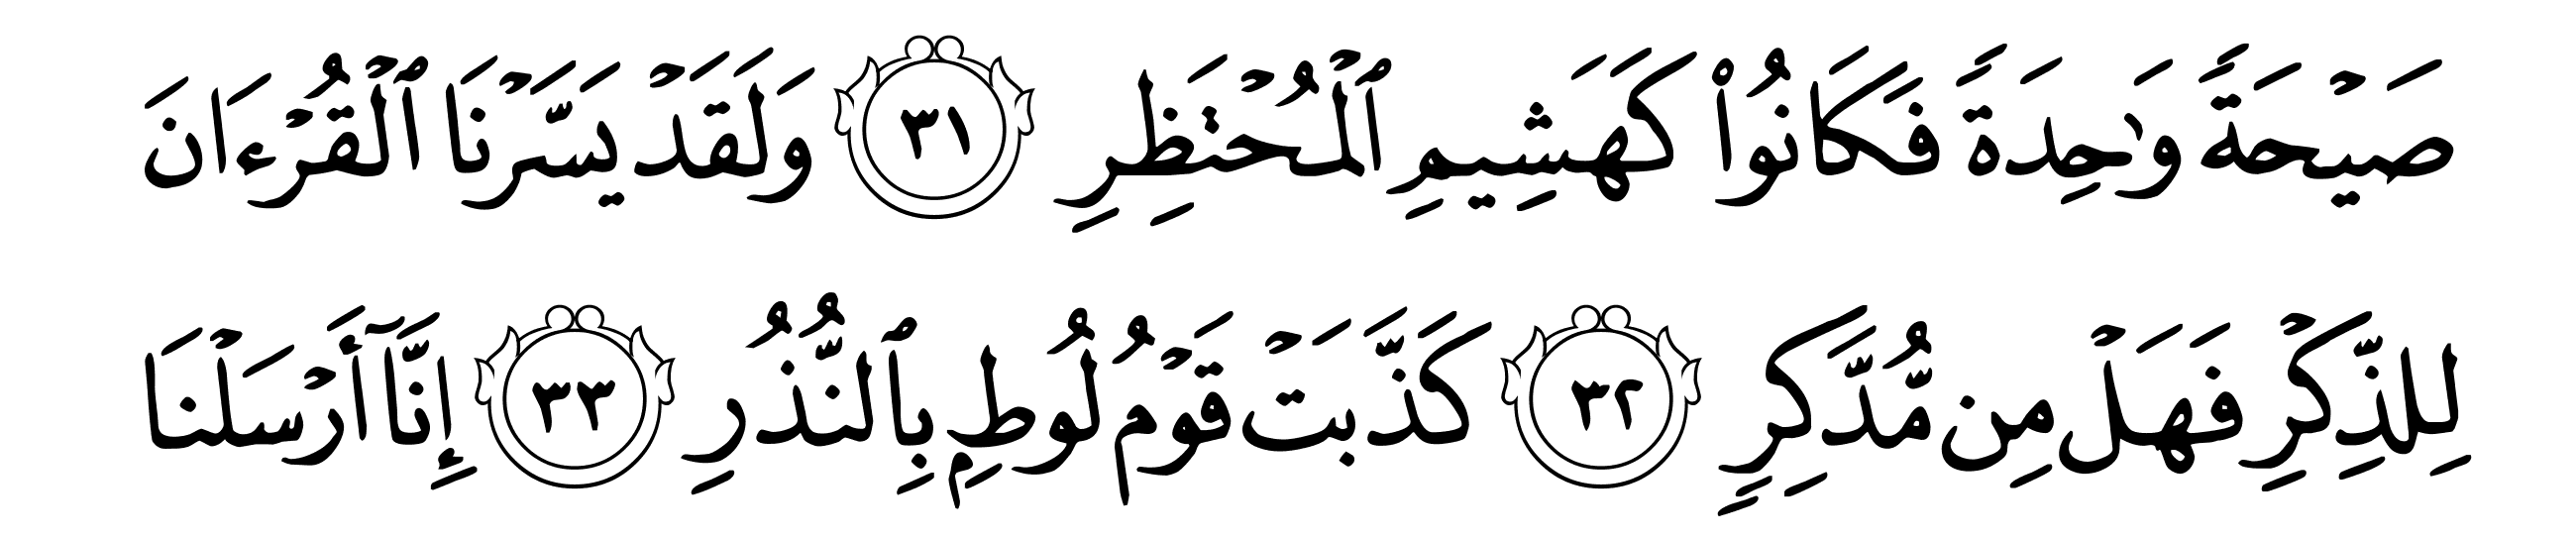 صَيْحَةً وَٰحِدَةً فَكَانُوا۟ كَهَشِيمِ ٱلْمُحْتَظِرِ ٣١ وَلَقَدْ يَسَّرْنَا ٱلْقُرْءَانَ
لِلذِّكْرِ فَهَلْ مِن مُّدَّكِرٍ ٣٢ كَذَّبَتْ قَوْمُ لُوطٍۭ بِٱلنُّذُرِ ٣٣ إِنَّآ أَرْسَلْنَا